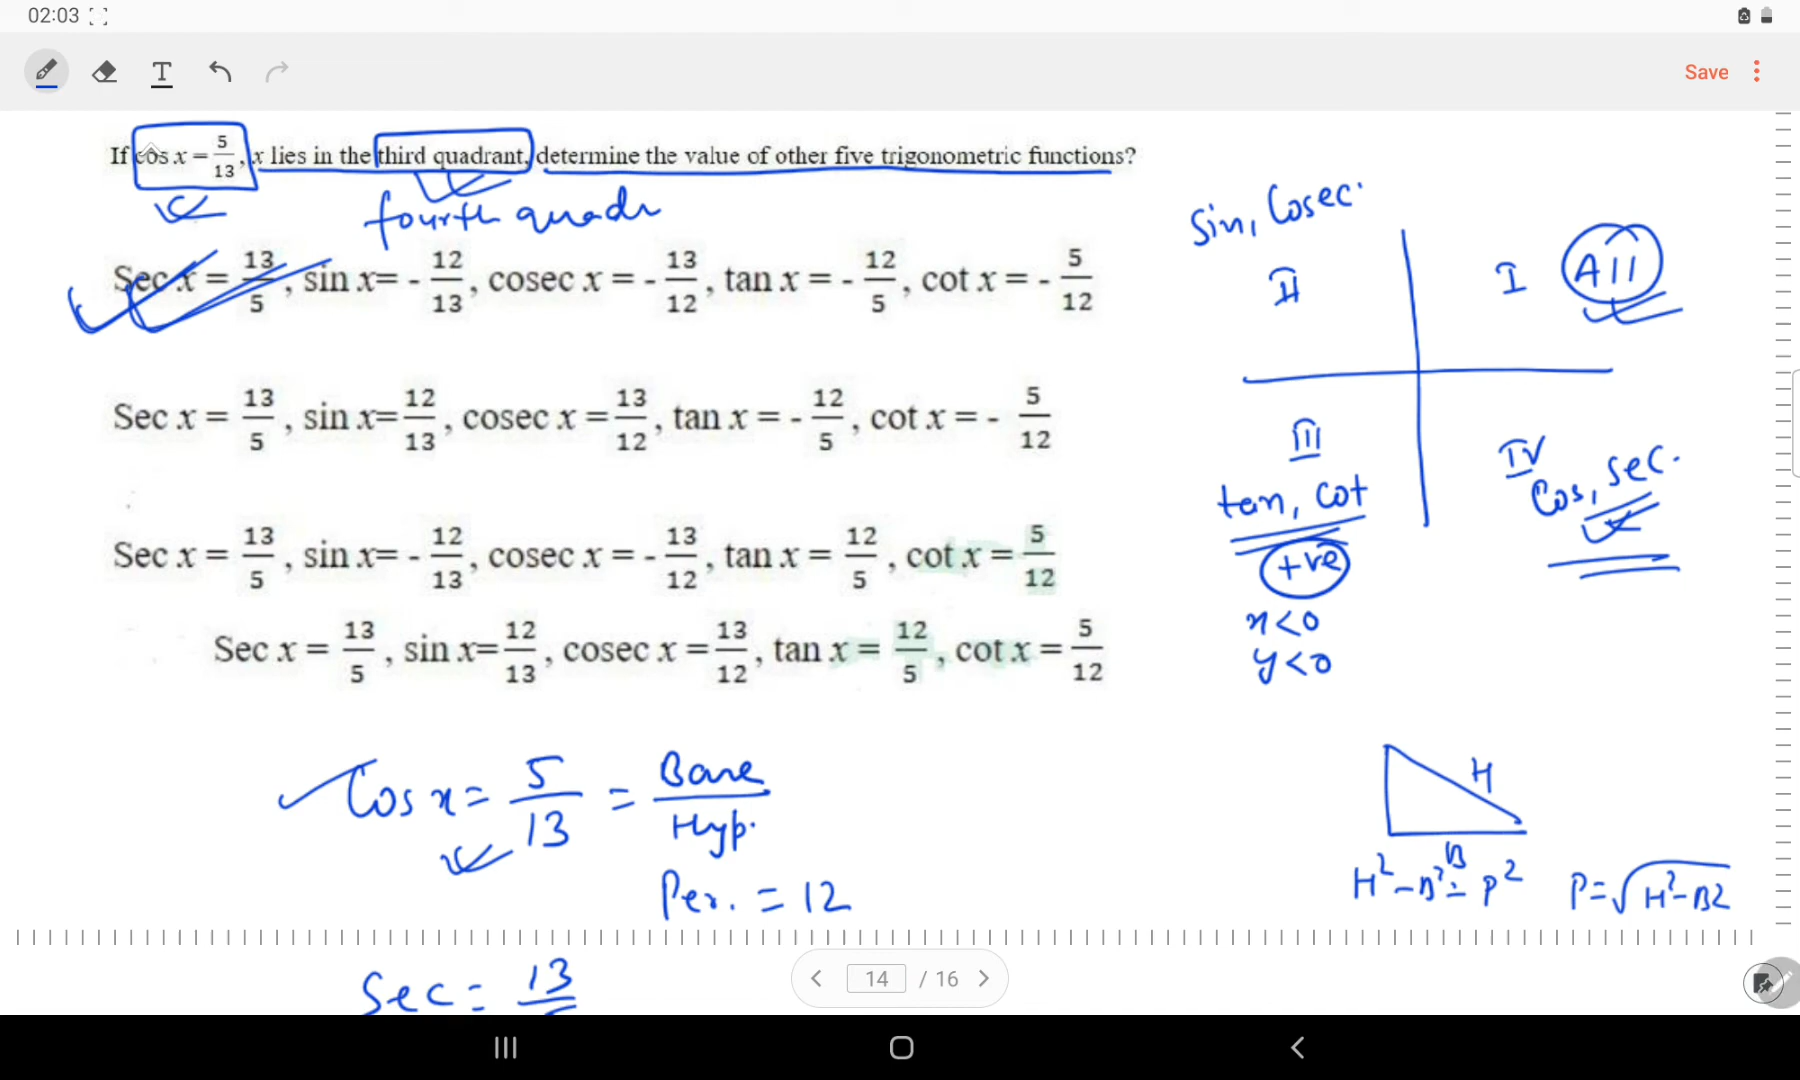 02:03
T Save
If cos x = 5/13, x lies in the third quadrant, determine the value of other five trigonometric functions?
fourth quadr
Sec x = 13/5, sin x= - 12/13, cosec x = - 13/12, tan x = - 12/5, cot x = - 5/12
Sec x = 13/5, sin x= 12/13, cosec x = 13/12, tan x = - 12/5, cot x = - 5/12
Sec x = 13/5, sin x= - 12/13, cosec x = - 13/12, tan x = 12/5, cot x = 5/12
Sec x = 13/5, sin x= 12/13, cosec x = 13/12, tan x = 12/5, cot x = 5/12
Sin, Cosec.
II
I All
III
tan, cot
+ve
x<0
y<0
IV
Cos, sec.
Cos x = 5/13 = Base/Hyp.
Per. = 12
H
B
H² - B² = P² P = √H²-B2
Sec = 13
14 / 16